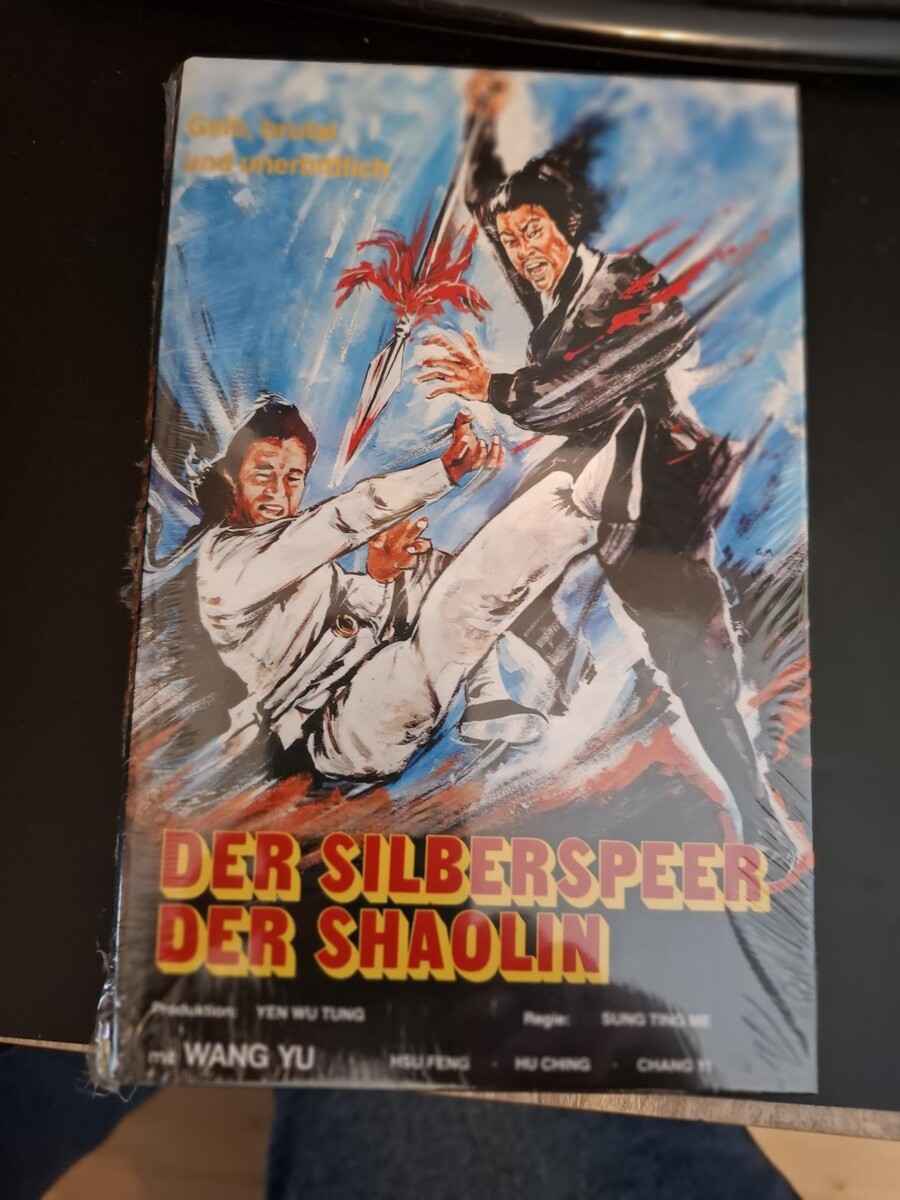 Gelb, brutal
und unerbittlich
DER SILBERSPEER
DER SHAOLIN
Produktion: YEN WU TUNG
Regie: SUNG TING ME
mit WANG YU HSU FENG · HU CHING · CHANG YI